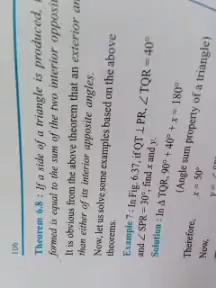 106
Theorem 6.8 : If a side of a triangle is produced,
formed is equal to the sum of the two interior opposi
It is obvious from the above theorem that an exterior an
than either of its interior opposite angles.
Now, let us solve some examples based on the above
theorems.
Example 7 : In Fig. 6.37, if QT ⊥ PR, ∠ TQR = 40°
and ∠ SPR = 30°, find x and y.
Solution : In Δ TQR, 90° + 40° + x = 180°
(Angle sum property of a triangle)
Therefore, x = 50°
Now,